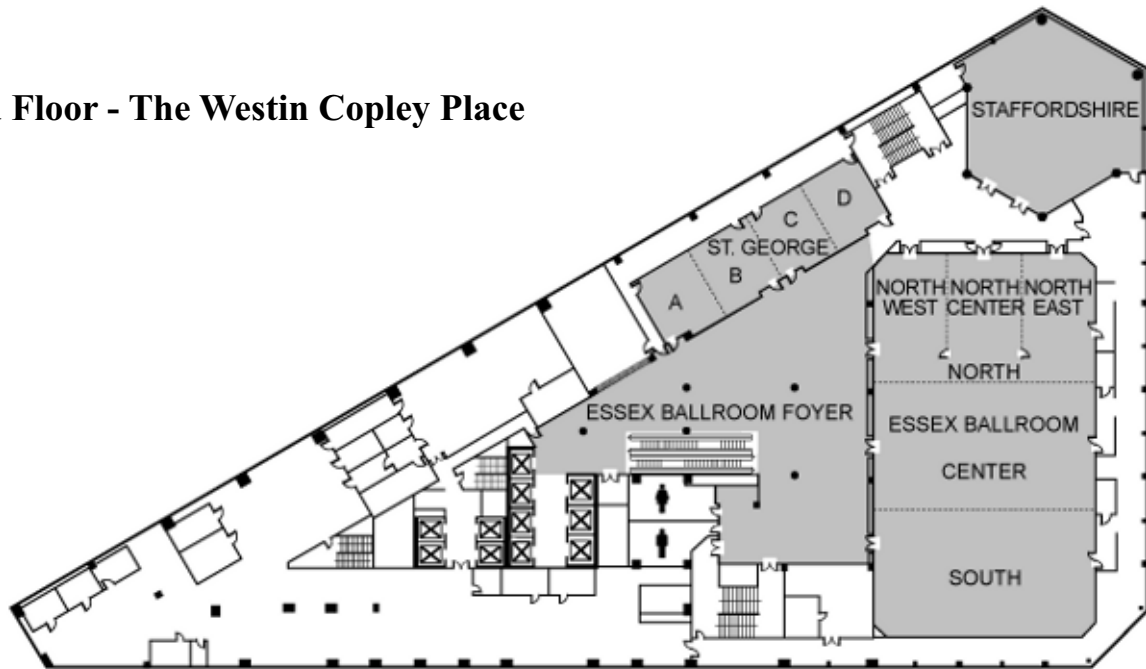 Floor - The Westin Copley Place
STAFFORDSHIRE
D
C
ST. GEORGE
B
A
NORTH WEST
NORTH CENTER
NORTH EAST
NORTH
ESSEX BALLROOM FOYER
ESSEX BALLROOM
CENTER
SOUTH